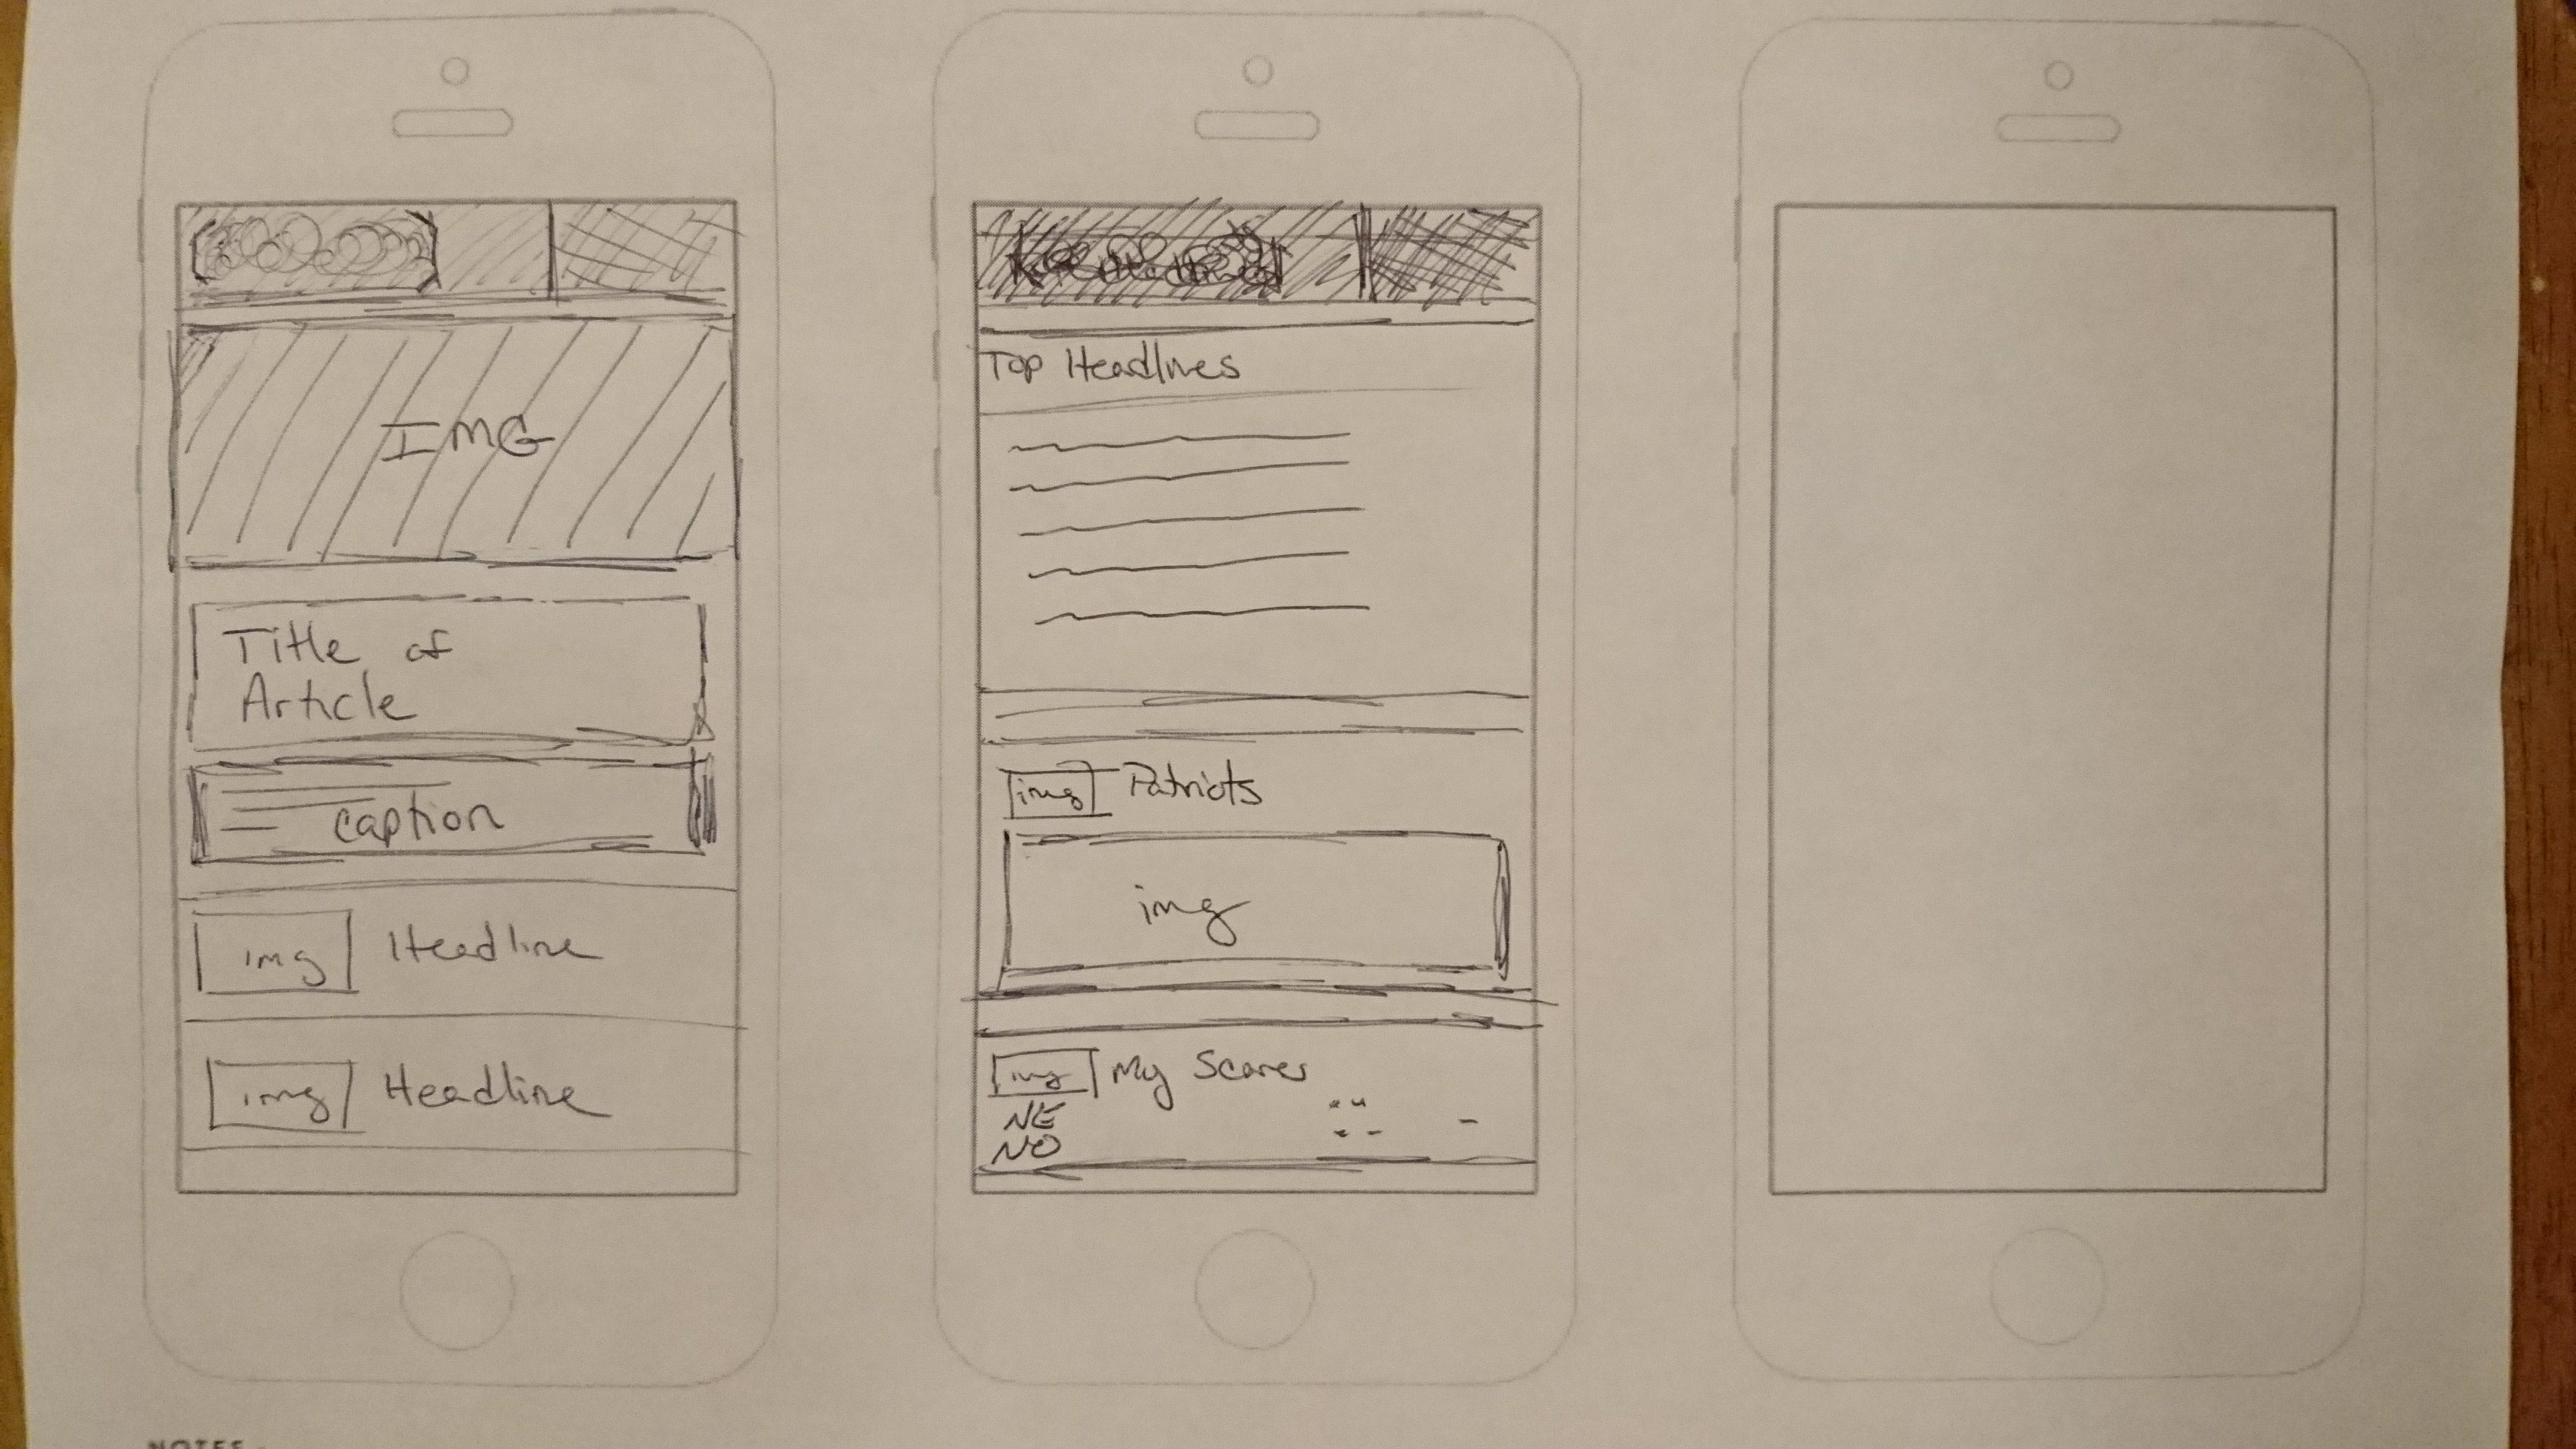 IMG
Title of
Article
caption
img Headline
img Headline
Top Headlines
img Patriots
img
img My Scores
NE
NO
NOTES